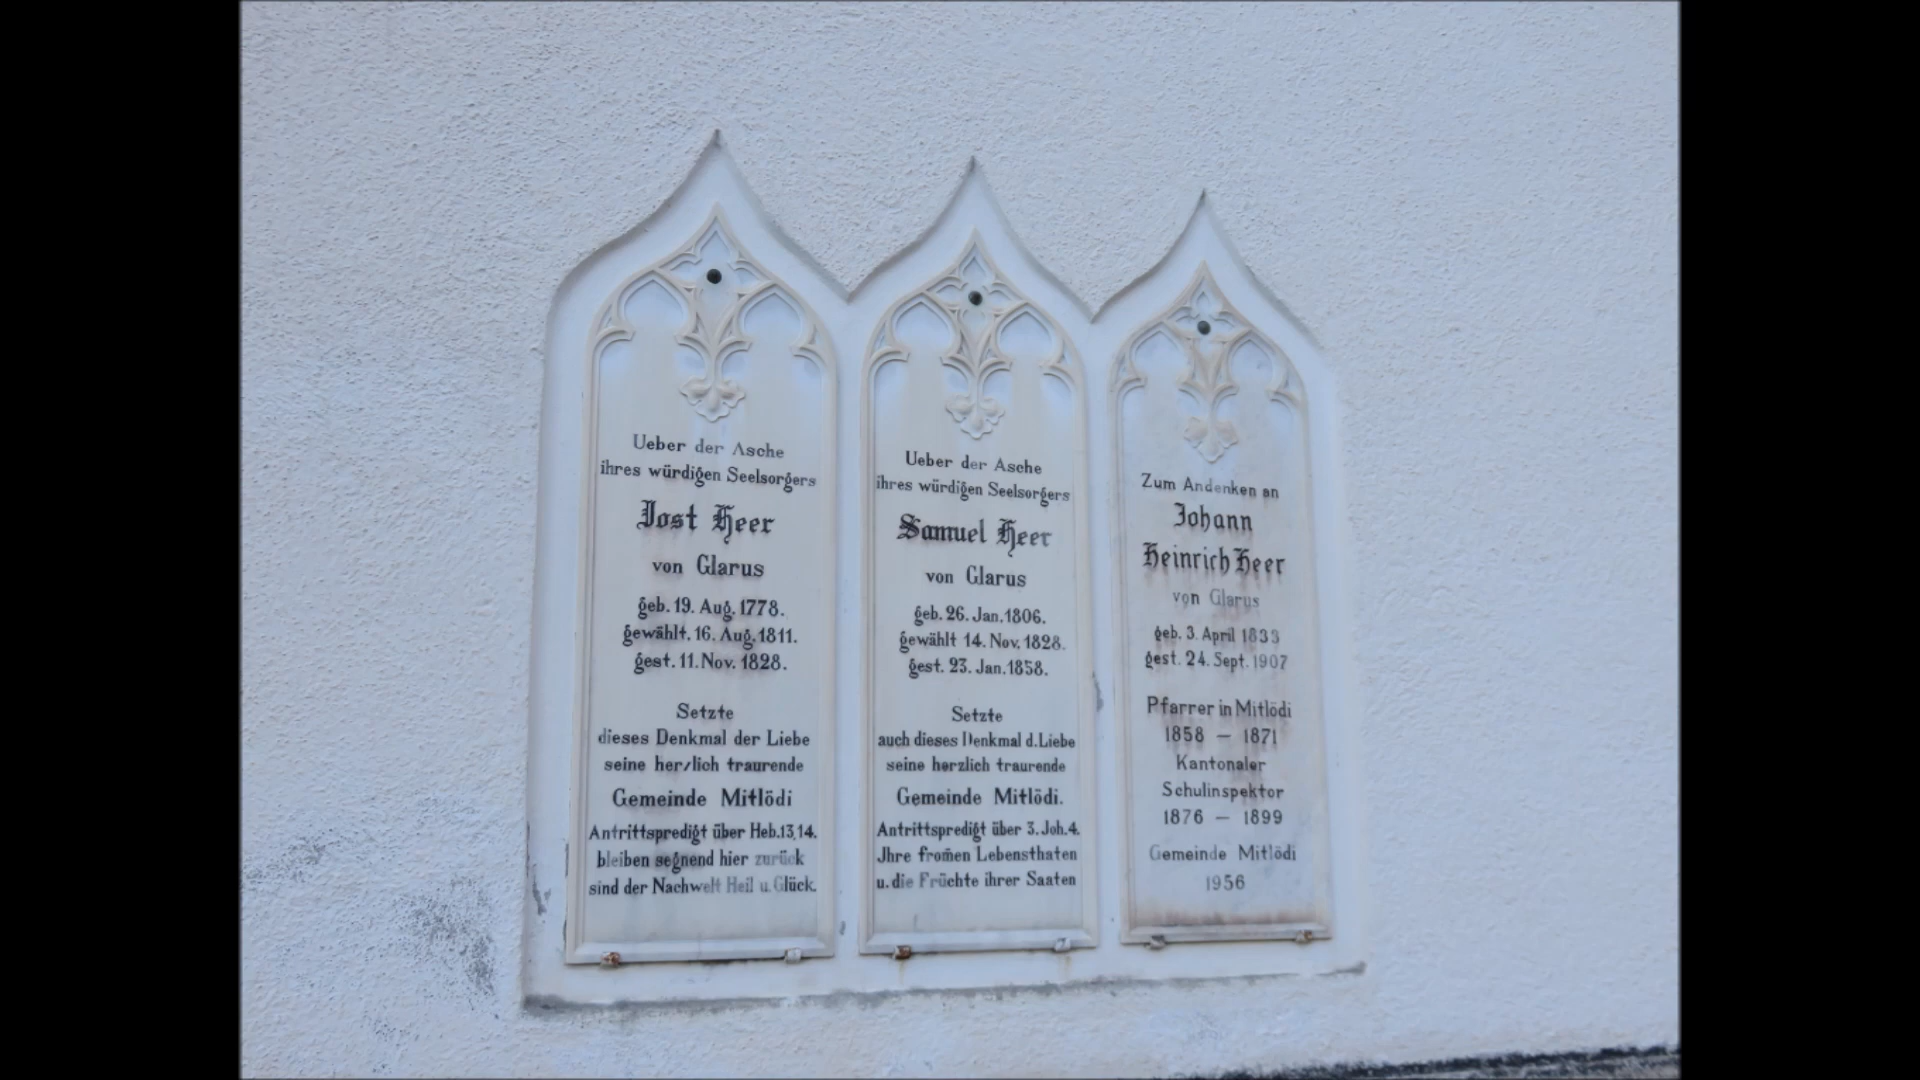 Ueber der Asche
ihres würdigen Seelsorgers
Jost Heer
von Glarus
geb. 19. Aug. 1778.
gewählt. 16. Aug. 1811.
gest. 11. Nov. 1828.
Setzte
dieses Denkmal der Liebe
seine herzlich traurende
Gemeinde Mitlödi
Antrittspredigt über Heb. 13, 14.
bleiben segnend hier zurück
sind der Nachwelt Heil u. Glück.
Ueber der Asche
ihres würdigen Seelsorgers
Samuel Heer
von Glarus
geb. 26. Jan. 1806.
gewählt 14. Nov. 1828.
gest. 23. Jan. 1858.
Setzte
auch dieses Denkmal d. Liebe
seine herzlich traurende
Gemeinde Mitlödi.
Antrittspredigt über 3. Joh. 4.
Jhre from̄en Lebensthaten
u. die Früchte ihrer Saaten
Zum Andenken an
Johann
Heinrich Heer
von Glarus
geb. 3. April 1833
gest. 24. Sept. 1907
Pfarrer in Mitlödi
1858 – 1871
Kantonaler
Schulinspektor
1876 – 1899
Gemeinde Mitlödi
1956